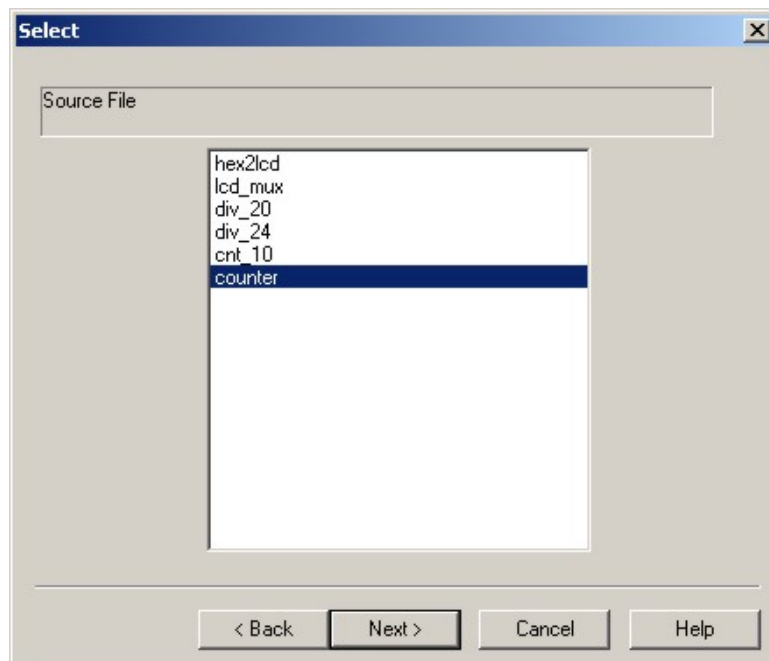 Select
Source File
hex2lcd
lcd_mux
div_20
div_24
cnt_10
counter
< Back Next > Cancel Help